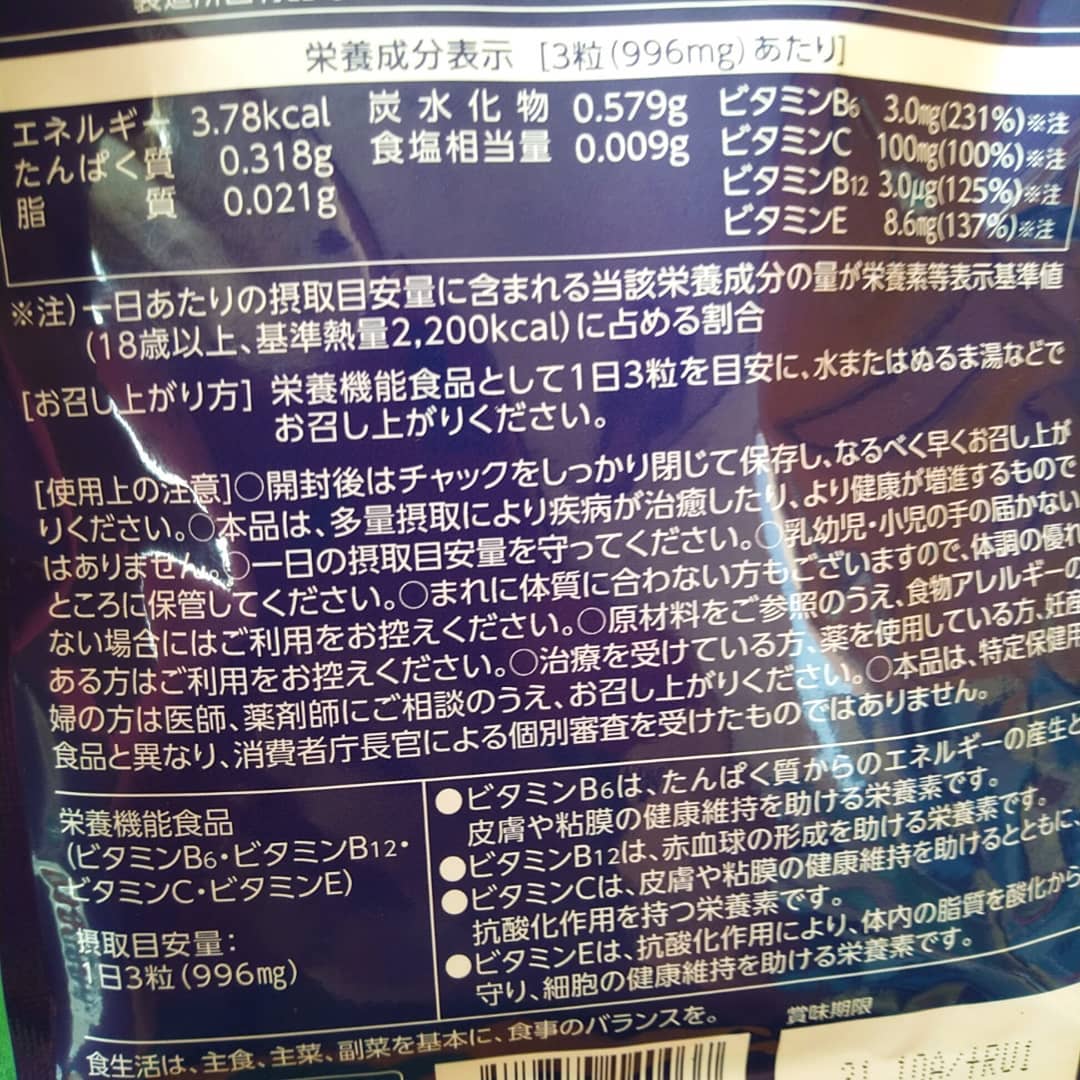 栄養成分表示 [3粒(996mg)あたり]
エネルギー 3.78kcal 炭水化物 0.579g ビタミンB6 3.0mg(231%)※注
たんぱく質 0.318g 食塩相当量 0.009g ビタミンC 100mg(100%)※注
脂質 0.021g ビタミンB12 3.0μg(125%)※注
ビタミンE 8.6mg(137%)※注
※注)一日あたりの摂取目安量に含まれる当該栄養成分の量が栄養素等表示基準値
(18歳以上、基準熱量2,200kcal)に占める割合
[お召し上がり方] 栄養機能食品として1日3粒を目安に、水またはぬるま湯などで
お召し上がりください。
[使用上の注意]○開封後はチャックをしっかり閉じて保存し、なるべく早くお召し上が
りください。○本品は、多量摂取により疾病が治癒したり、より健康が増進するもので
はありません。○一日の摂取目安量を守ってください。○乳幼児・小児の手の届かない
ところに保管してください。○まれに体質に合わない方もございますので、体調の優れ
ない場合にはご利用をお控えください。○原材料をご参照のうえ、食物アレルギーの
ある方はご利用をお控えください。○治療を受けている方、薬を使用している方、妊産
婦の方は医師、薬剤師にご相談のうえ、お召し上がりください。○本品は、特定保健用
食品と異なり、消費者庁長官による個別審査を受けたものではありません。
栄養機能食品
(ビタミンB6・ビタミンB12・
ビタミンC・ビタミンE)
摂取目安量:
1日3粒(996mg)
●ビタミンB6は、たんぱく質からのエネルギーの産生と
皮膚や粘膜の健康維持を助ける栄養素です。
●ビタミンB12は、赤血球の形成を助ける栄養素です。
●ビタミンCは、皮膚や粘膜の健康維持を助けるとともに、
抗酸化作用を持つ栄養素です。
●ビタミンEは、抗酸化作用により、体内の脂質を酸化から
守り、細胞の健康維持を助ける栄養素です。
食生活は、主食、主菜、副菜を基本に、食事のバランスを。
賞味期限